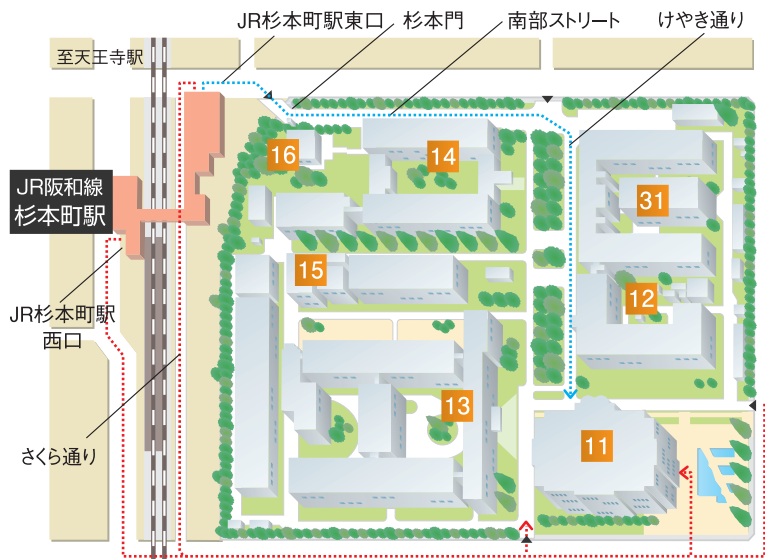 JR杉本町駅東口
杉本門
南部ストリート
けやき通り
至天王寺駅
16
14
31
JR阪和線
杉本町駅
15
12
JR杉本町駅
西口
13
11
さくら通り